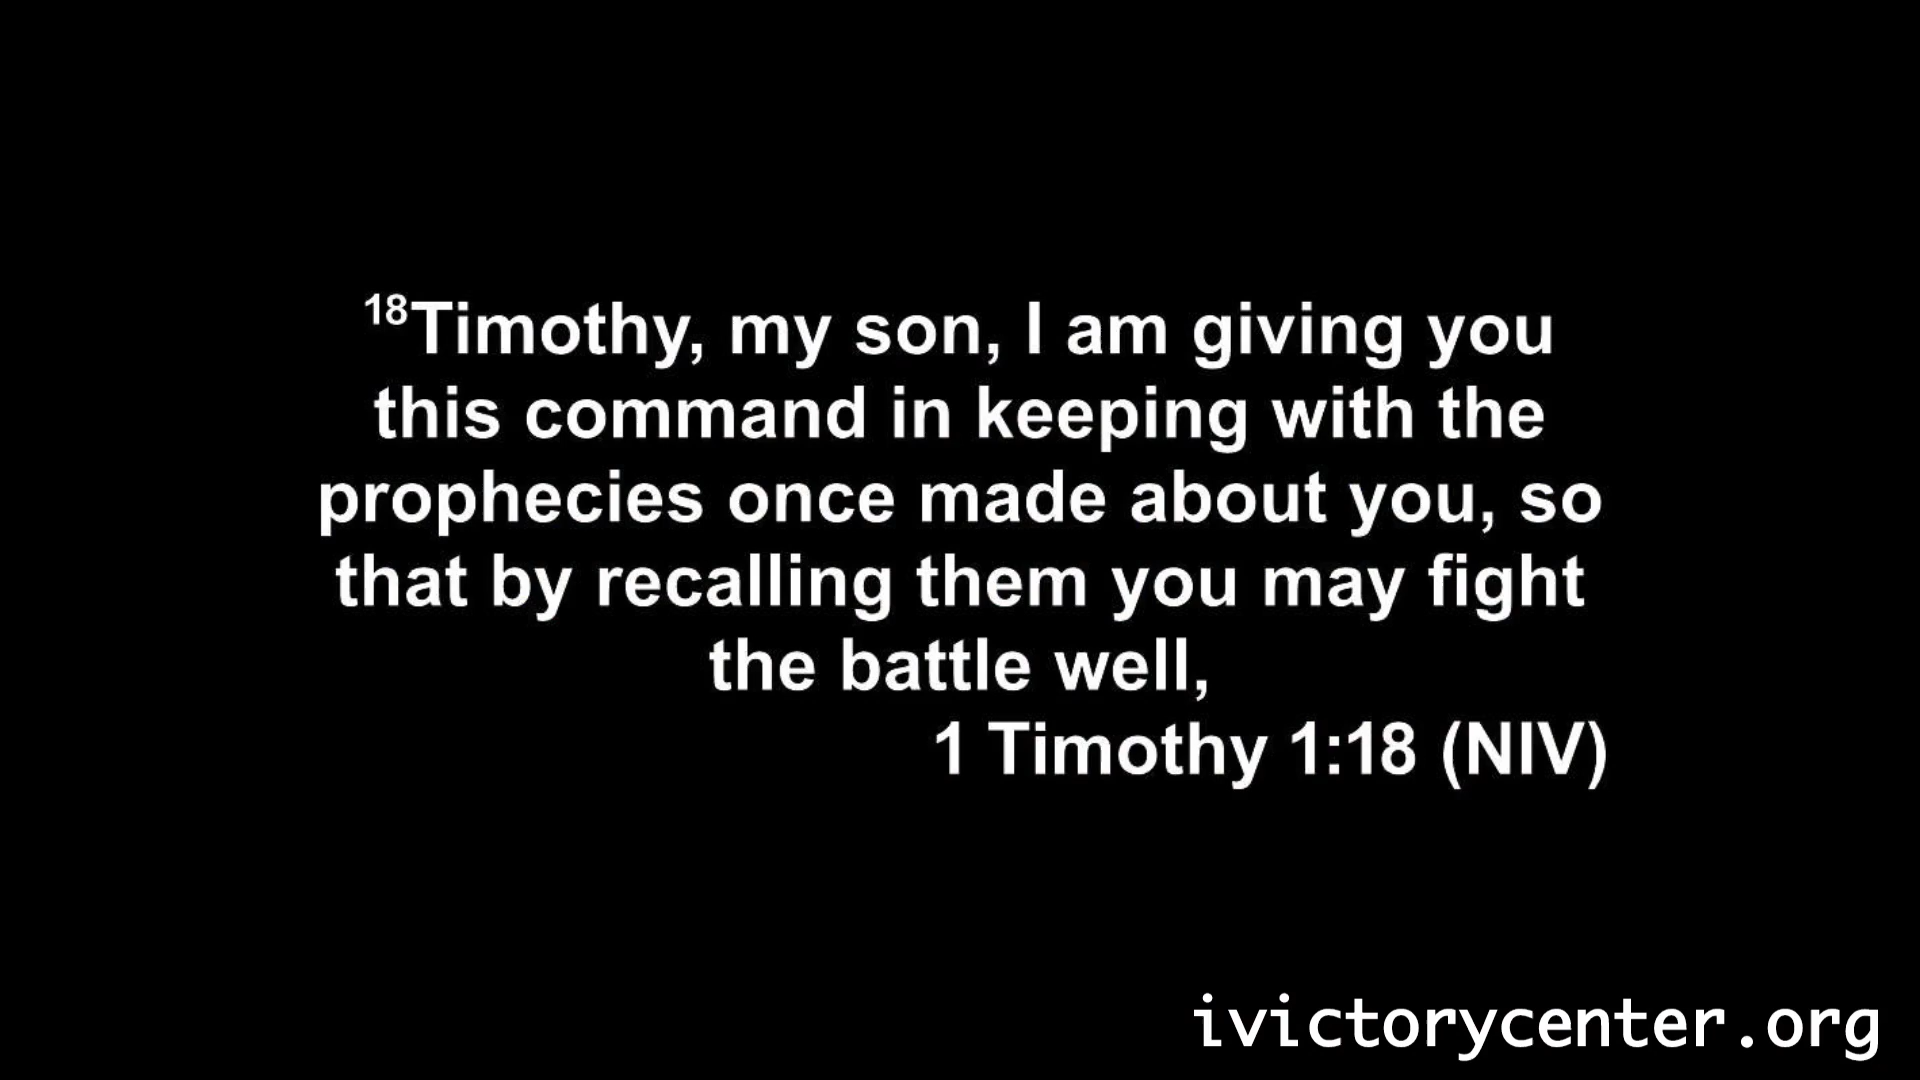 18Timothy, my son, I am giving you
this command in keeping with the
prophecies once made about you, so
that by recalling them you may fight
the battle well,
1 Timothy 1:18 (NIV)
ivictorycenter.org